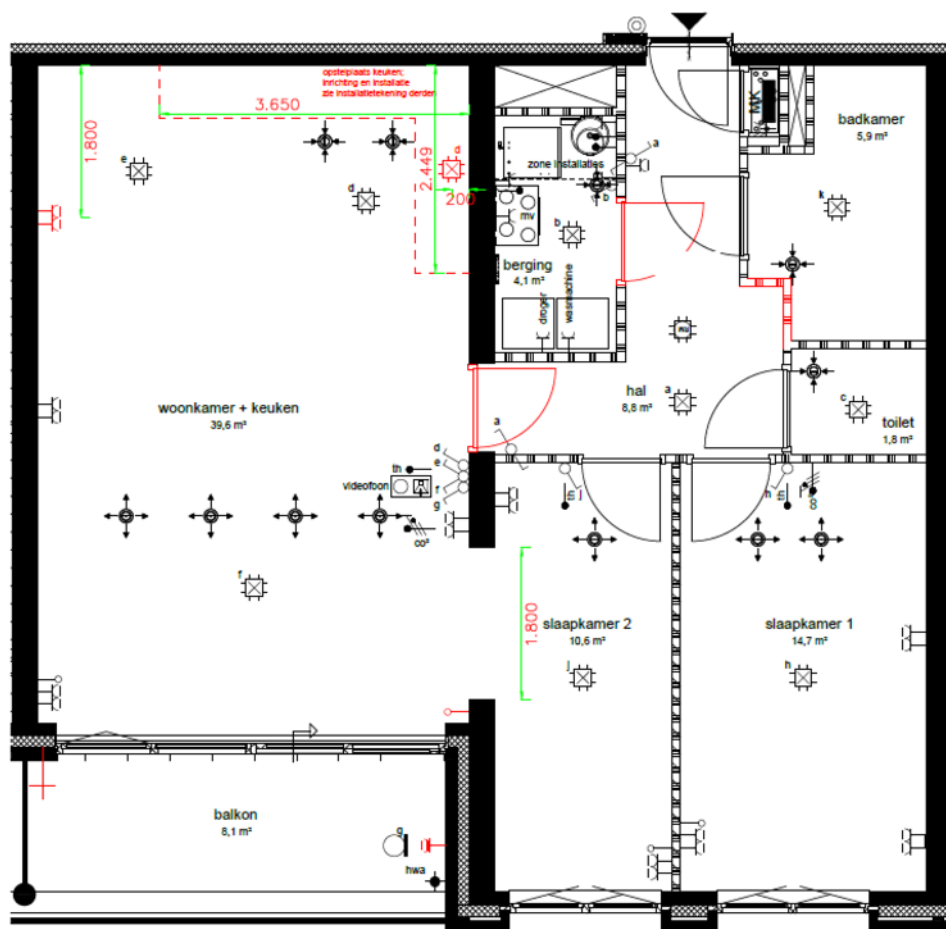 opstelplaats keuken;
inrichting en installatie
zie installatietekening derden
3.650
1.800
2.449
200
e
d
a
a
MK
badkamer
5,9 m²
k
zone installaties
b
mv
b
berging
4,1 m²
droger
wasmachine
mv
hal
8,8 m²
a
c
toilet
1,8 m²
woonkamer + keuken
39,6 m²
a
d
e
f
g
th
videofoon
co²
th
j
h
th
f
1.800
slaapkamer 2
10,6 m²
j
slaapkamer 1
14,7 m²
h
balkon
8,1 m²
g
hwa